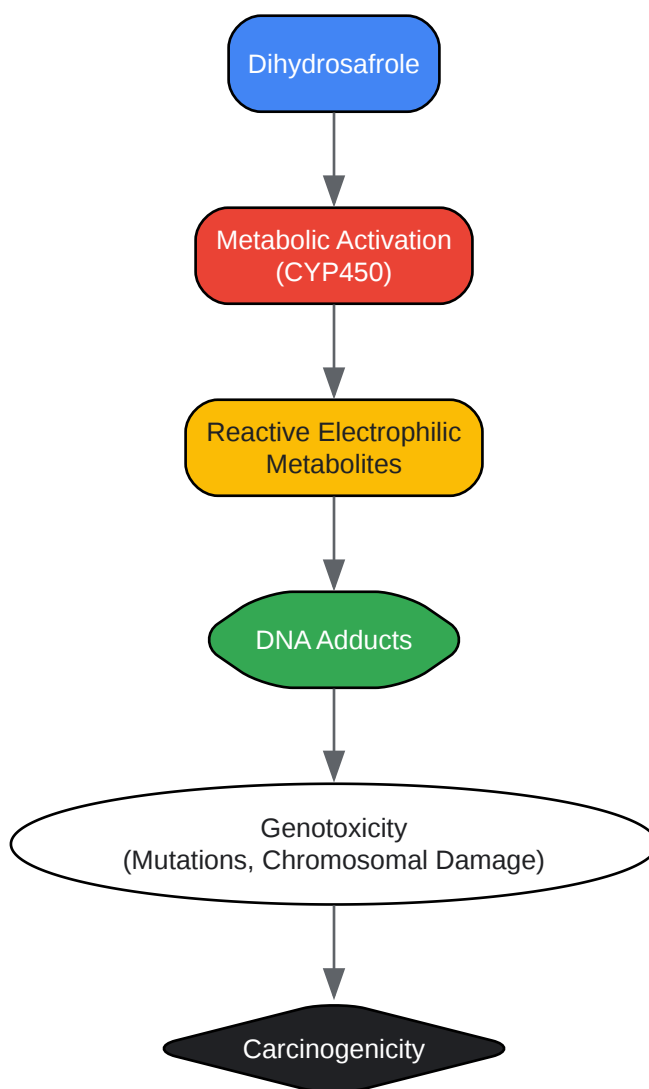 Dihydrosafrole
Metabolic Activation
(CYP450)
Reactive Electrophilic
Metabolites
DNA Adducts
Genotoxicity
(Mutations, Chromosomal Damage)
Carcinogenicity